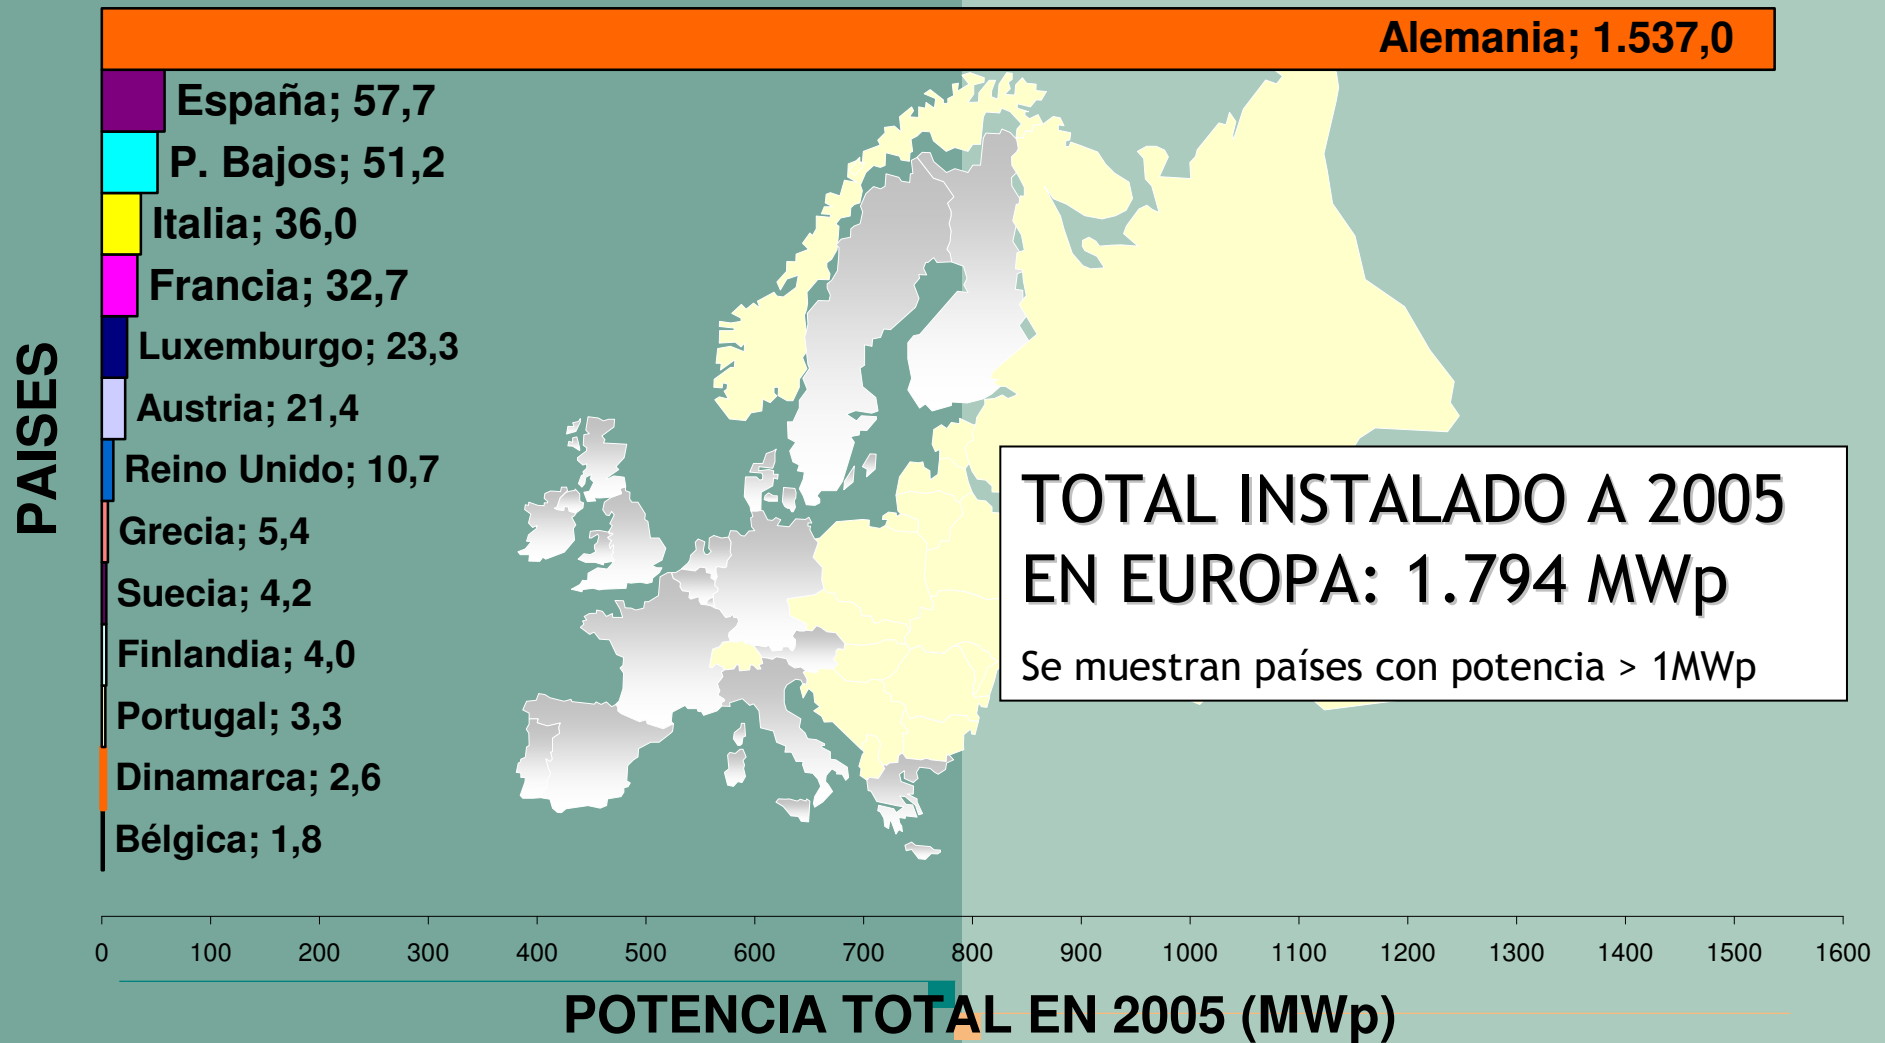 Alemania; 1.537,0
España; 57,7
P. Bajos; 51,2
Italia; 36,0
Francia; 32,7
Luxemburgo; 23,3
Austria; 21,4
Reino Unido; 10,7
Grecia; 5,4
Suecia; 4,2
Finlandia; 4,0
Portugal; 3,3
Dinamarca; 2,6
Bélgica; 1,8
PAISES
TOTAL INSTALADO A 2005
EN EUROPA: 1.794 MWp
Se muestran países con potencia > 1MWp
0 100 200 300 400 500 600 700 800 900 1000 1100 1200 1300 1400 1500 1600
POTENCIA TOTAL EN 2005 (MWp)